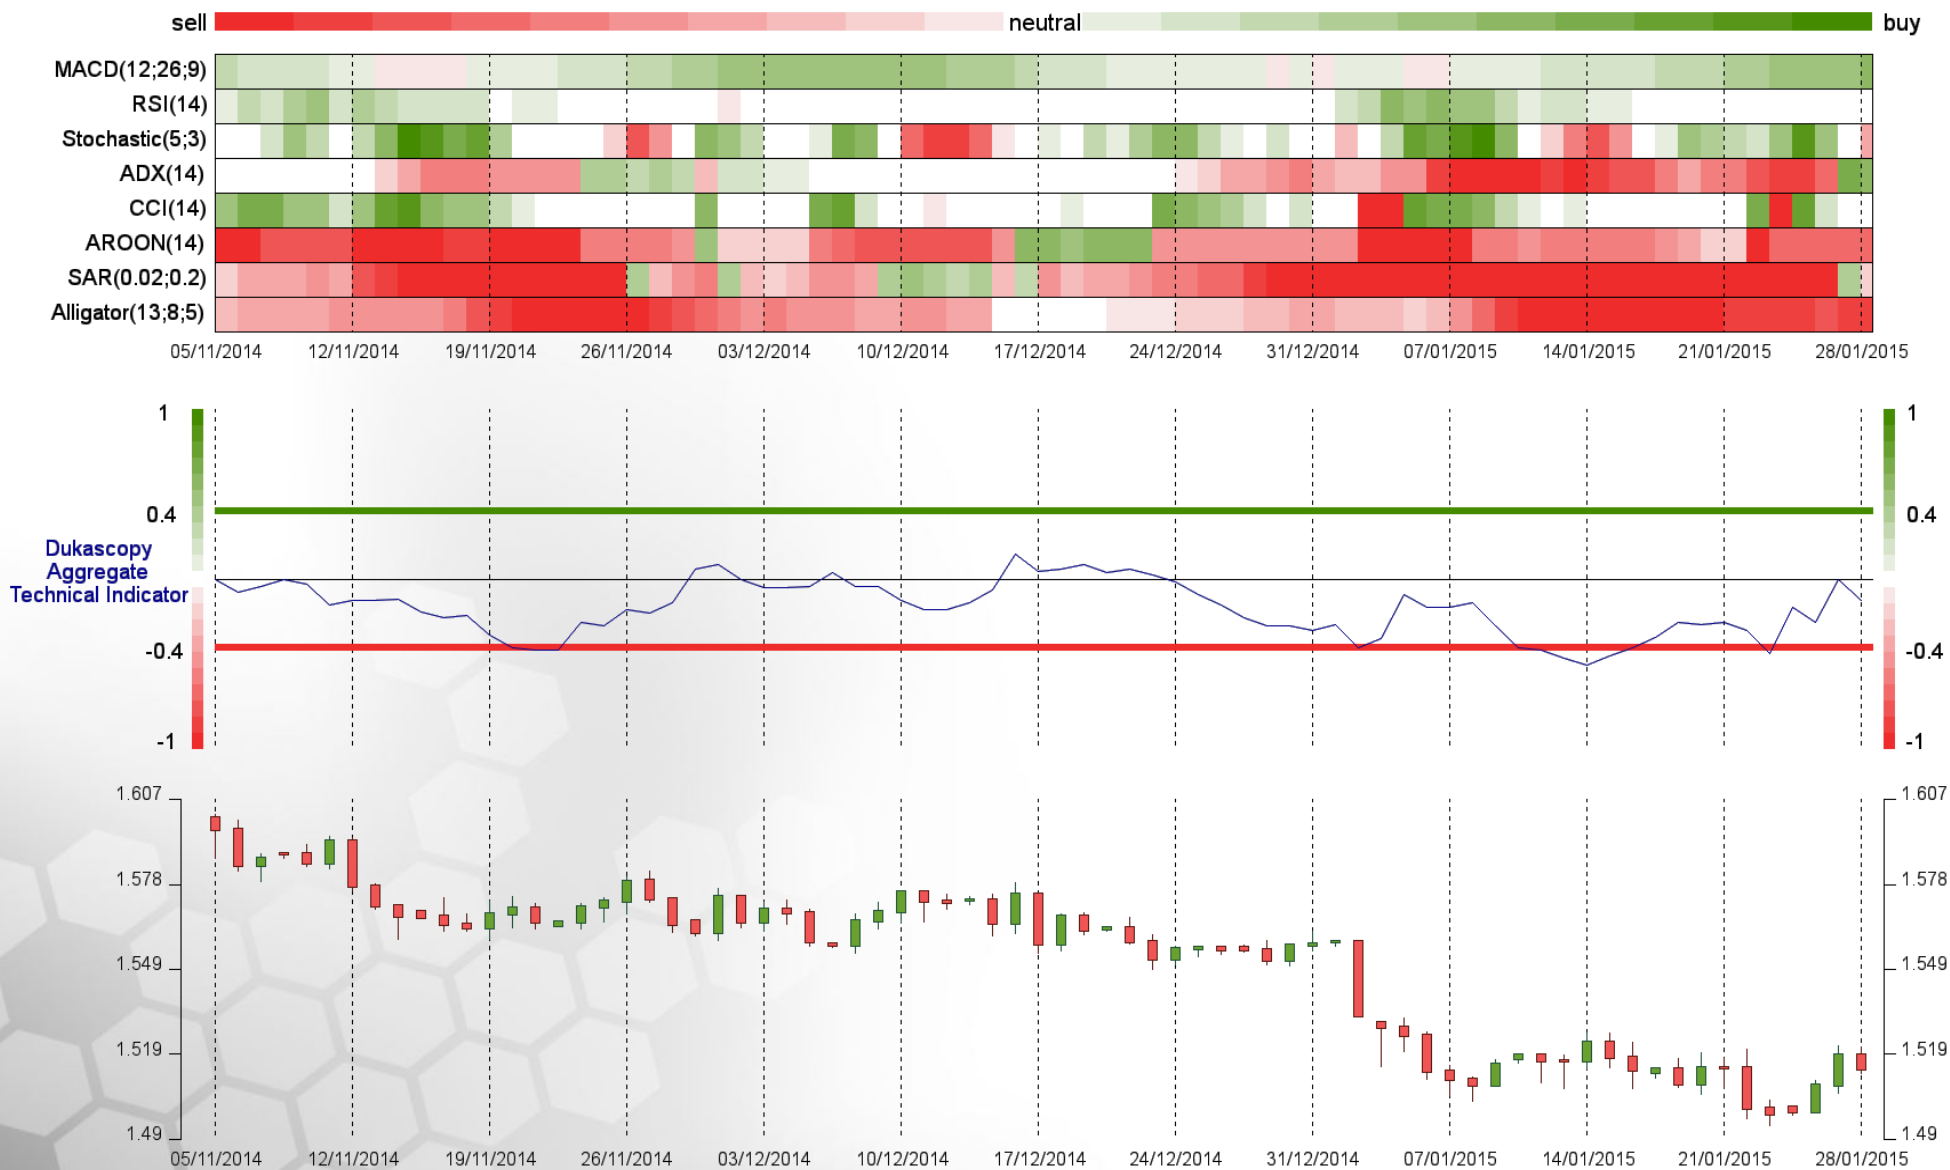 sell neutral buy
MACD(12;26;9)
RSI(14)
Stochastic(5;3)
ADX(14)
CCI(14)
AROON(14)
SAR(0.02;0.2)
Alligator(13;8;5)
05/11/2014 12/11/2014 19/11/2014 26/11/2014 03/12/2014 10/12/2014 17/12/2014 24/12/2014 31/12/2014 07/01/2015 14/01/2015 21/01/2015 28/01/2015
1 1
0.4 0.4
Dukascopy
Aggregate
Technical Indicator
-0.4 -0.4
-1 -1
1.607 1.607
1.578 1.578
1.549 1.549
1.519 1.519
1.49 1.49
05/11/2014 12/11/2014 19/11/2014 26/11/2014 03/12/2014 10/12/2014 17/12/2014 24/12/2014 31/12/2014 07/01/2015 14/01/2015 21/01/2015 28/01/2015